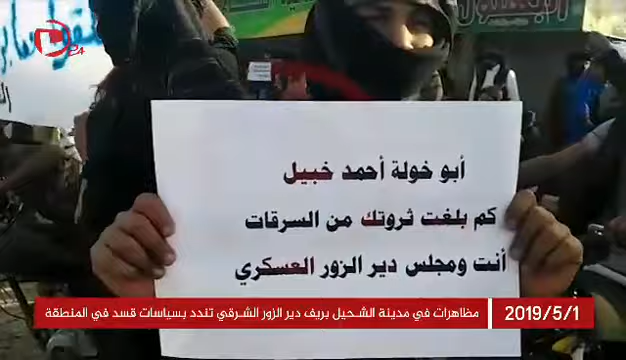 D24
أبو خولة أحمد خبيل
كم بلغت ثروتك من السرقات
أنت ومجلس دير الزور العسكري
2019/5/1
مظاهرات في مدينة الشحيل بريف دير الزور الشرقي تندد بسياسات قسد في المنطقة